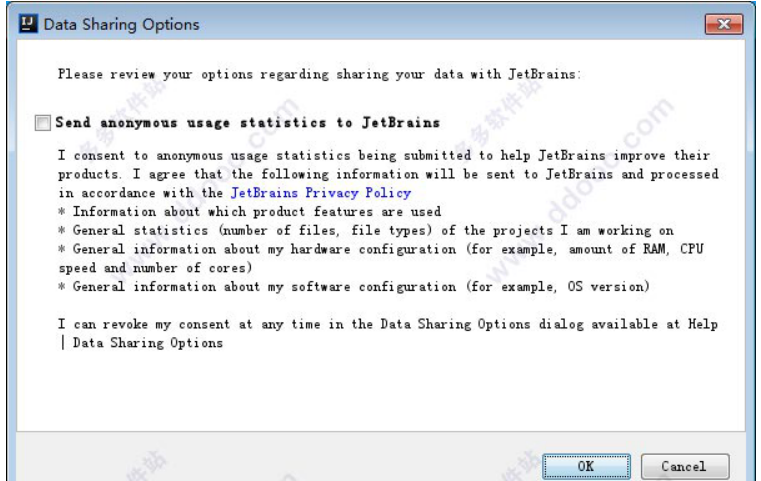 Data Sharing Options
Please review your options regarding sharing your data with JetBrains:
Send anonymous usage statistics to JetBrains
I consent to anonymous usage statistics being submitted to help JetBrains improve their
products. I agree that the following information will be sent to JetBrains and processed
in accordance with the JetBrains Privacy Policy
* Information about which product features are used
* General statistics (number of files, file types) of the projects I am working on
* General information about my hardware configuration (for example, amount of RAM, CPU
speed and number of cores)
* General information about my software configuration (for example, OS version)
I can revoke my consent at any time in the Data Sharing Options dialog available at Help
| Data Sharing Options
OK
Cancel